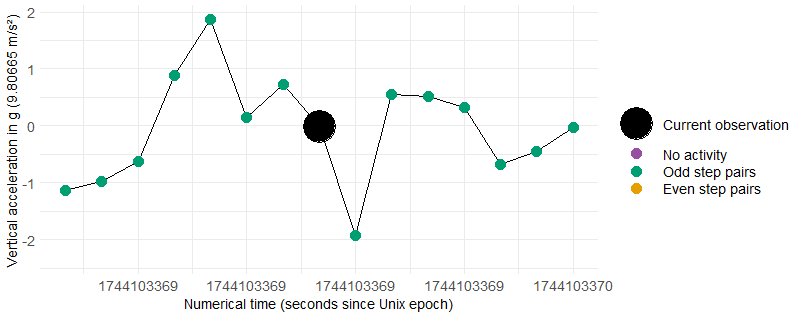 Vertical acceleration in g (9.80665 m/s²)
2
1
0
-1
-2
1744103369
1744103369
1744103369
1744103369
1744103370
Numerical time (seconds since Unix epoch)
Current observation
No activity
Odd step pairs
Even step pairs